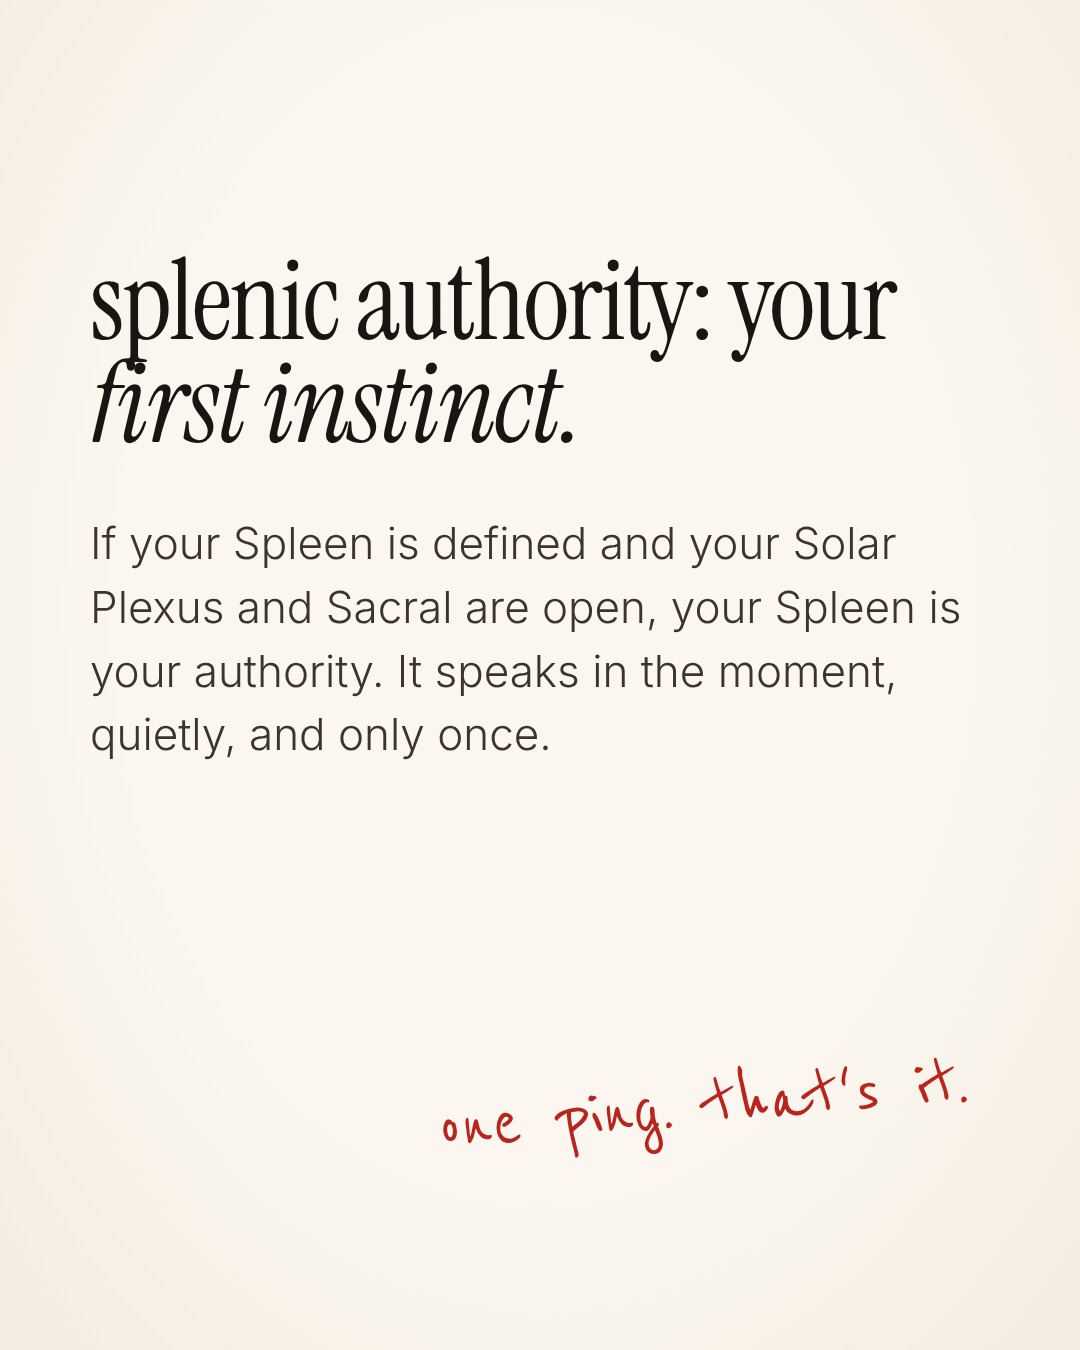 splenic authority: your
first instinct.
If your Spleen is defined and your Solar
Plexus and Sacral are open, your Spleen is
your authority. It speaks in the moment,
quietly, and only once.
one ping. that's it.